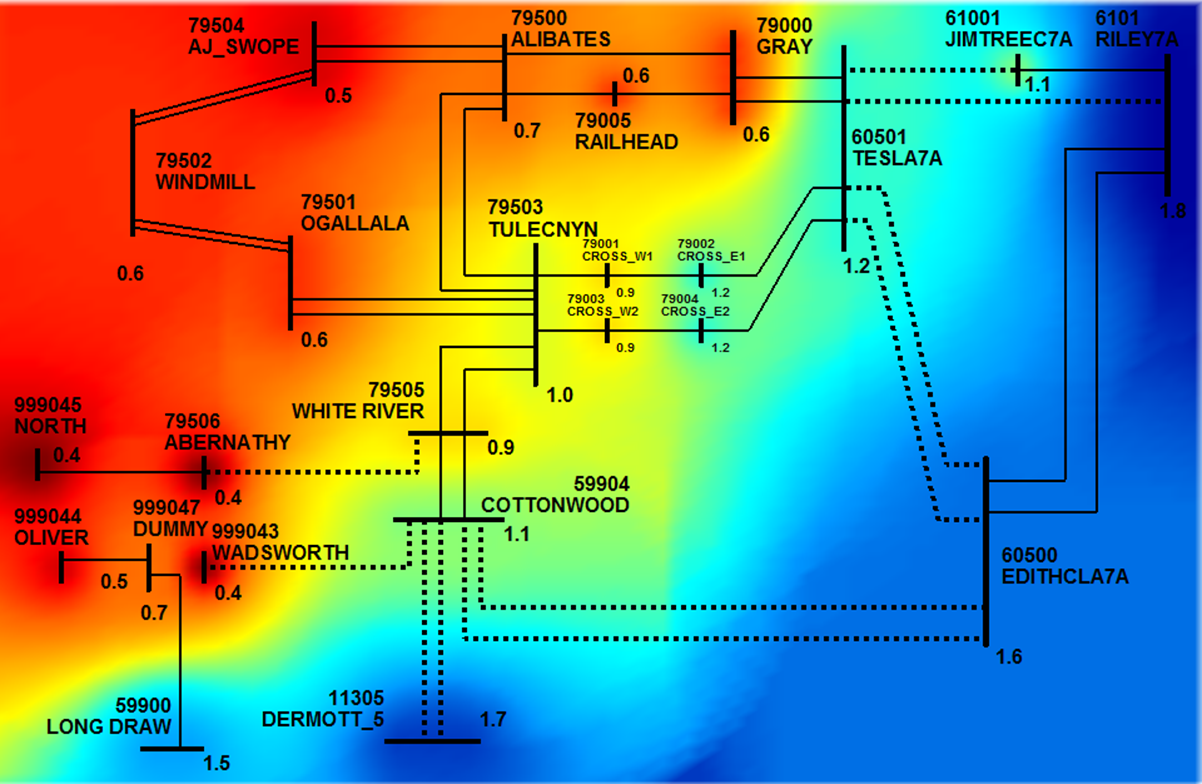 79504
AJ_SWOPE
0.5
79500
ALIBATES
0.7
0.6
79005
RAILHEAD
79000
GRAY
0.6
61001
JIMTREEC7A
1.1
6101
RILEY7A
1.8
60501
TESLA7A
1.2
79502
WINDMILL
0.6
79501
OGALLALA
0.6
79503
TULECNYN
1.0
79001
CROSS_W1
0.9
79002
CROSS_E1
1.2
79003
CROSS_W2
0.9
79004
CROSS_E2
1.2
79505
WHITE RIVER
0.9
999045
NORTH
0.4
79506
ABERNATHY
0.4
999044
OLIVER
0.5
999047
DUMMY
0.7
999043
WADSWORTH
0.4
59904
COTTONWOOD
1.1
60500
EDITHCLA7A
1.6
59900
LONG DRAW
1.5
11305
DERMOTT_5
1.7